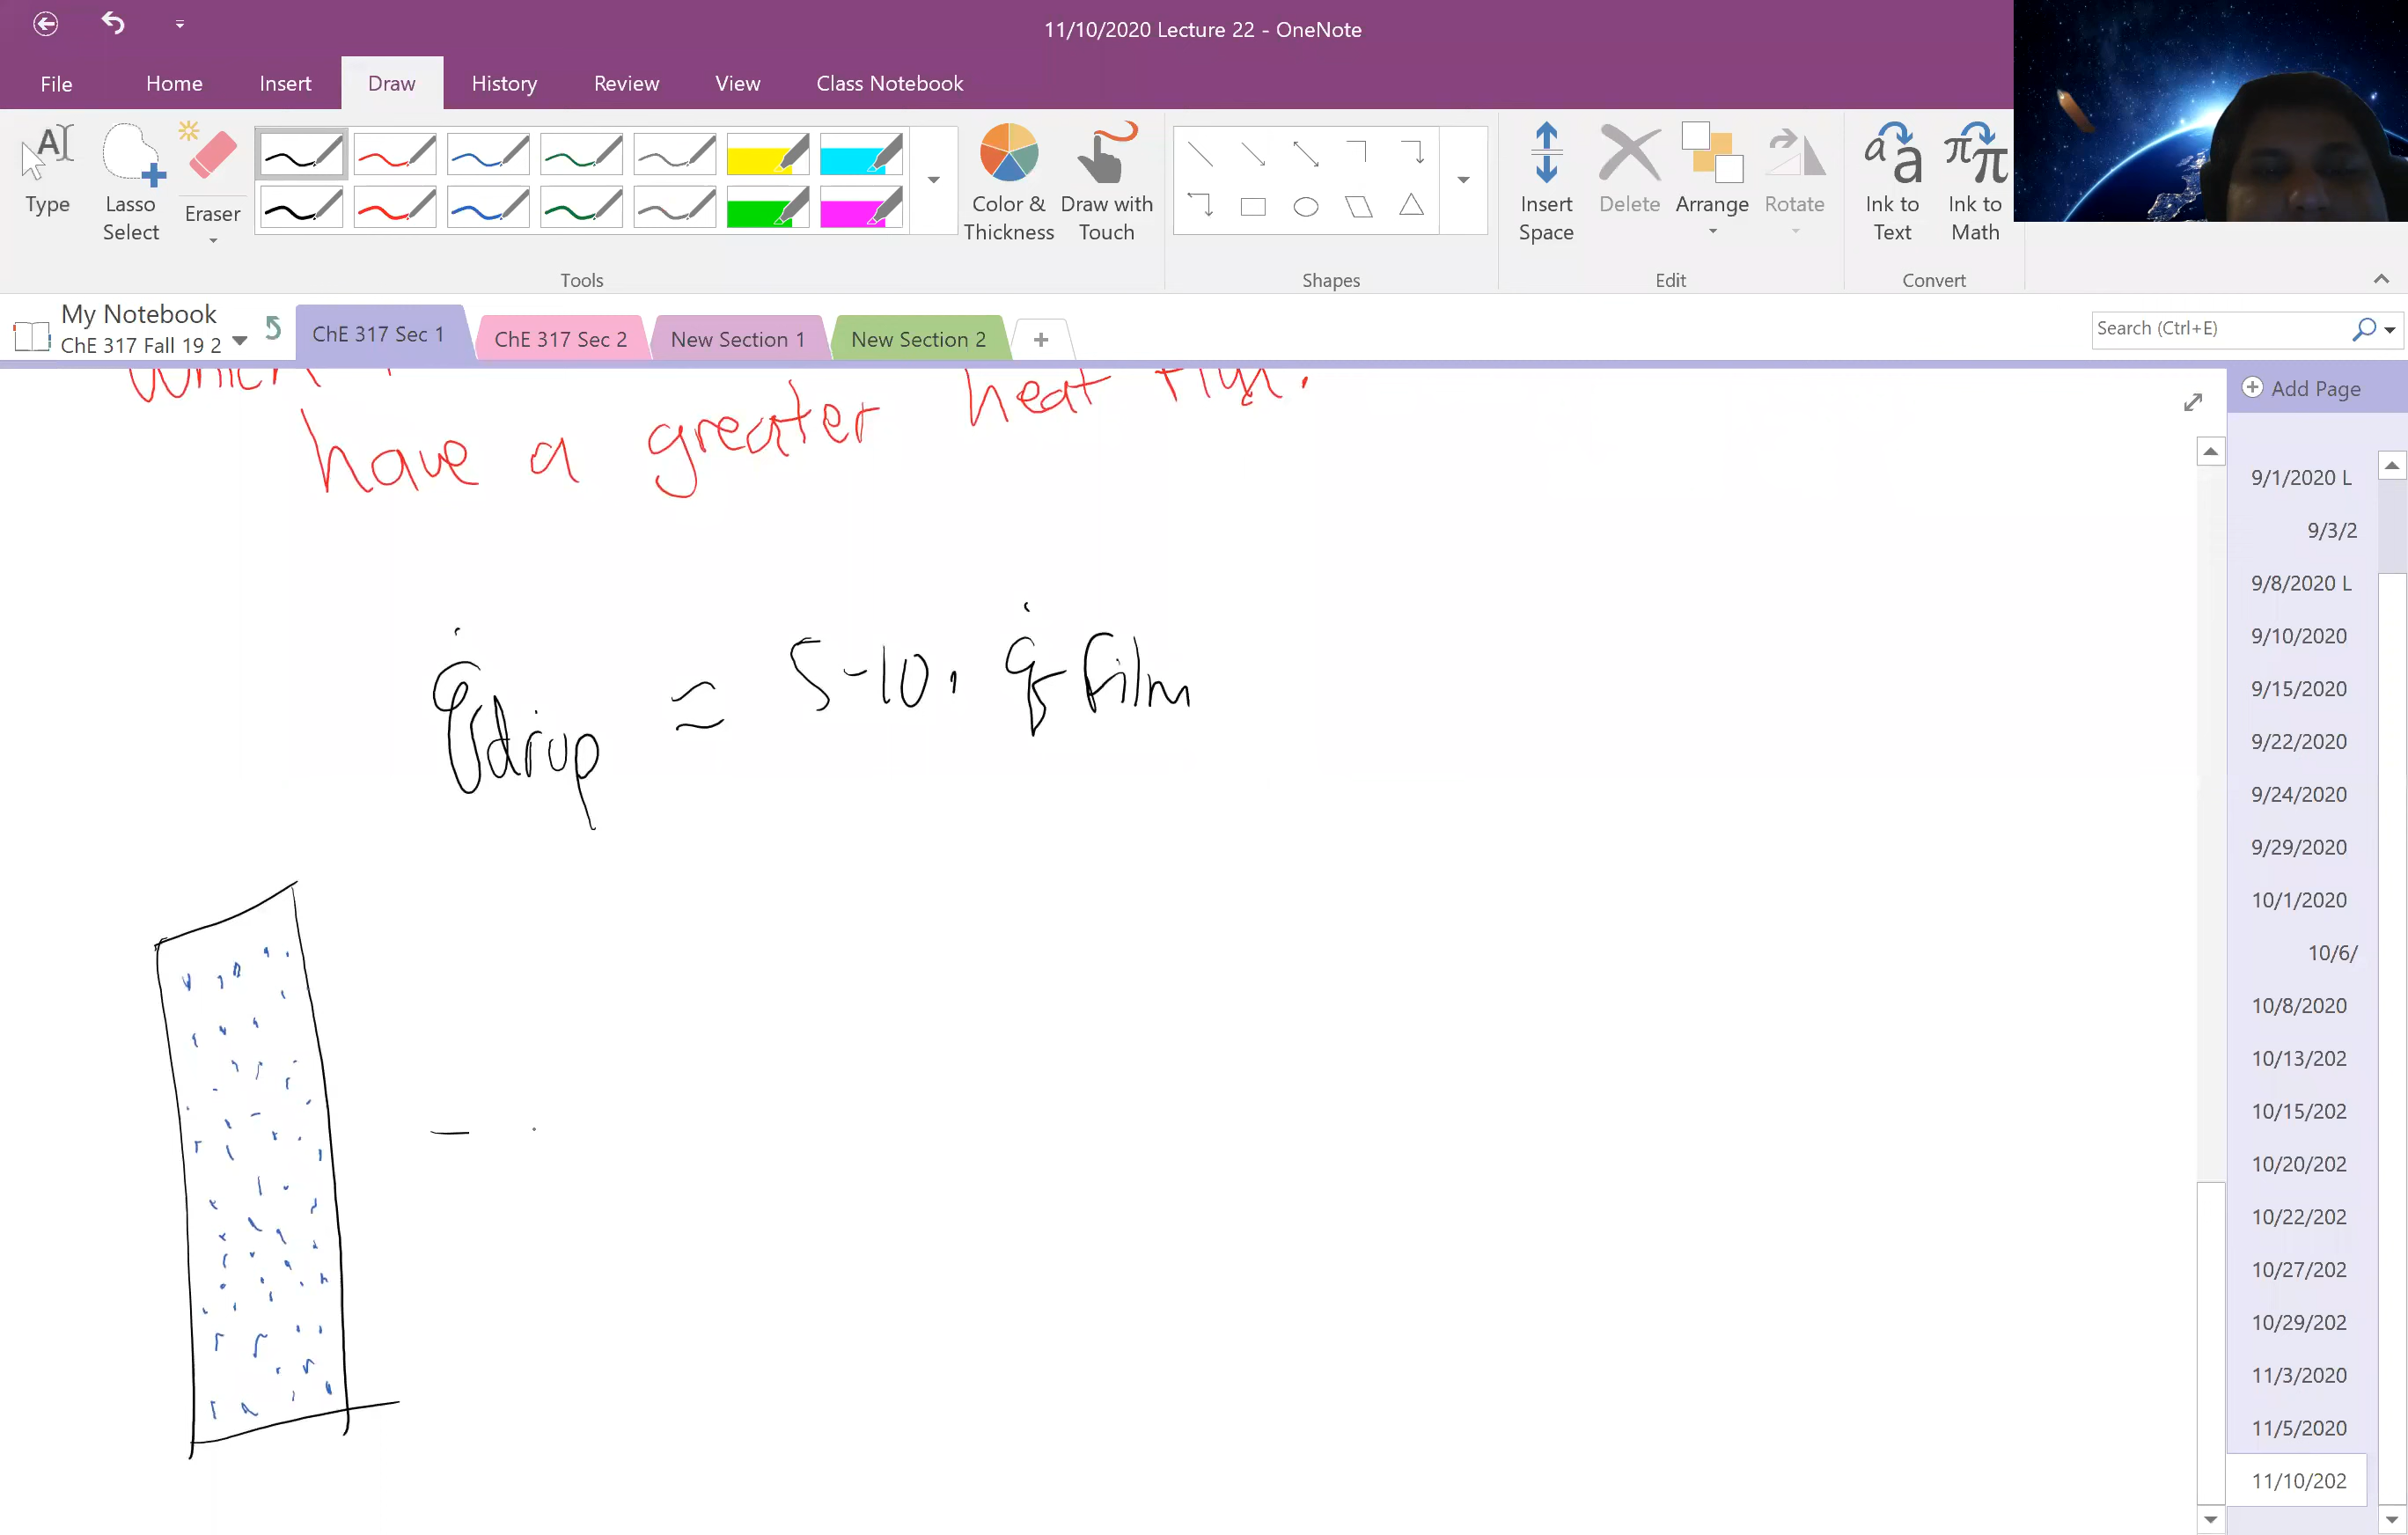 11/10/2020 Lecture 22 - OneNote
File Home Insert Draw History Review View Class Notebook
Type
Lasso Select
Eraser
Color & Thickness
Draw with Touch
Insert Space
Delete
Arrange
Rotate
Ink to Text
Ink to Math
Tools
Shapes
Edit
Convert
My Notebook
ChE 317 Fall 19 2
ChE 317 Sec 1
ChE 317 Sec 2
New Section 1
New Section 2
+
Search (Ctrl+E)
Add Page
have a greater heat flux.
q̇drop ≈ 5-10 · q̇ film
-
9/1/2020 L
9/3/2
9/8/2020 L
9/10/2020
9/15/2020
9/22/2020
9/24/2020
9/29/2020
10/1/2020
10/6/
10/8/2020
10/13/202
10/15/202
10/20/202
10/22/202
10/27/202
10/29/202
11/3/2020
11/5/2020
11/10/202